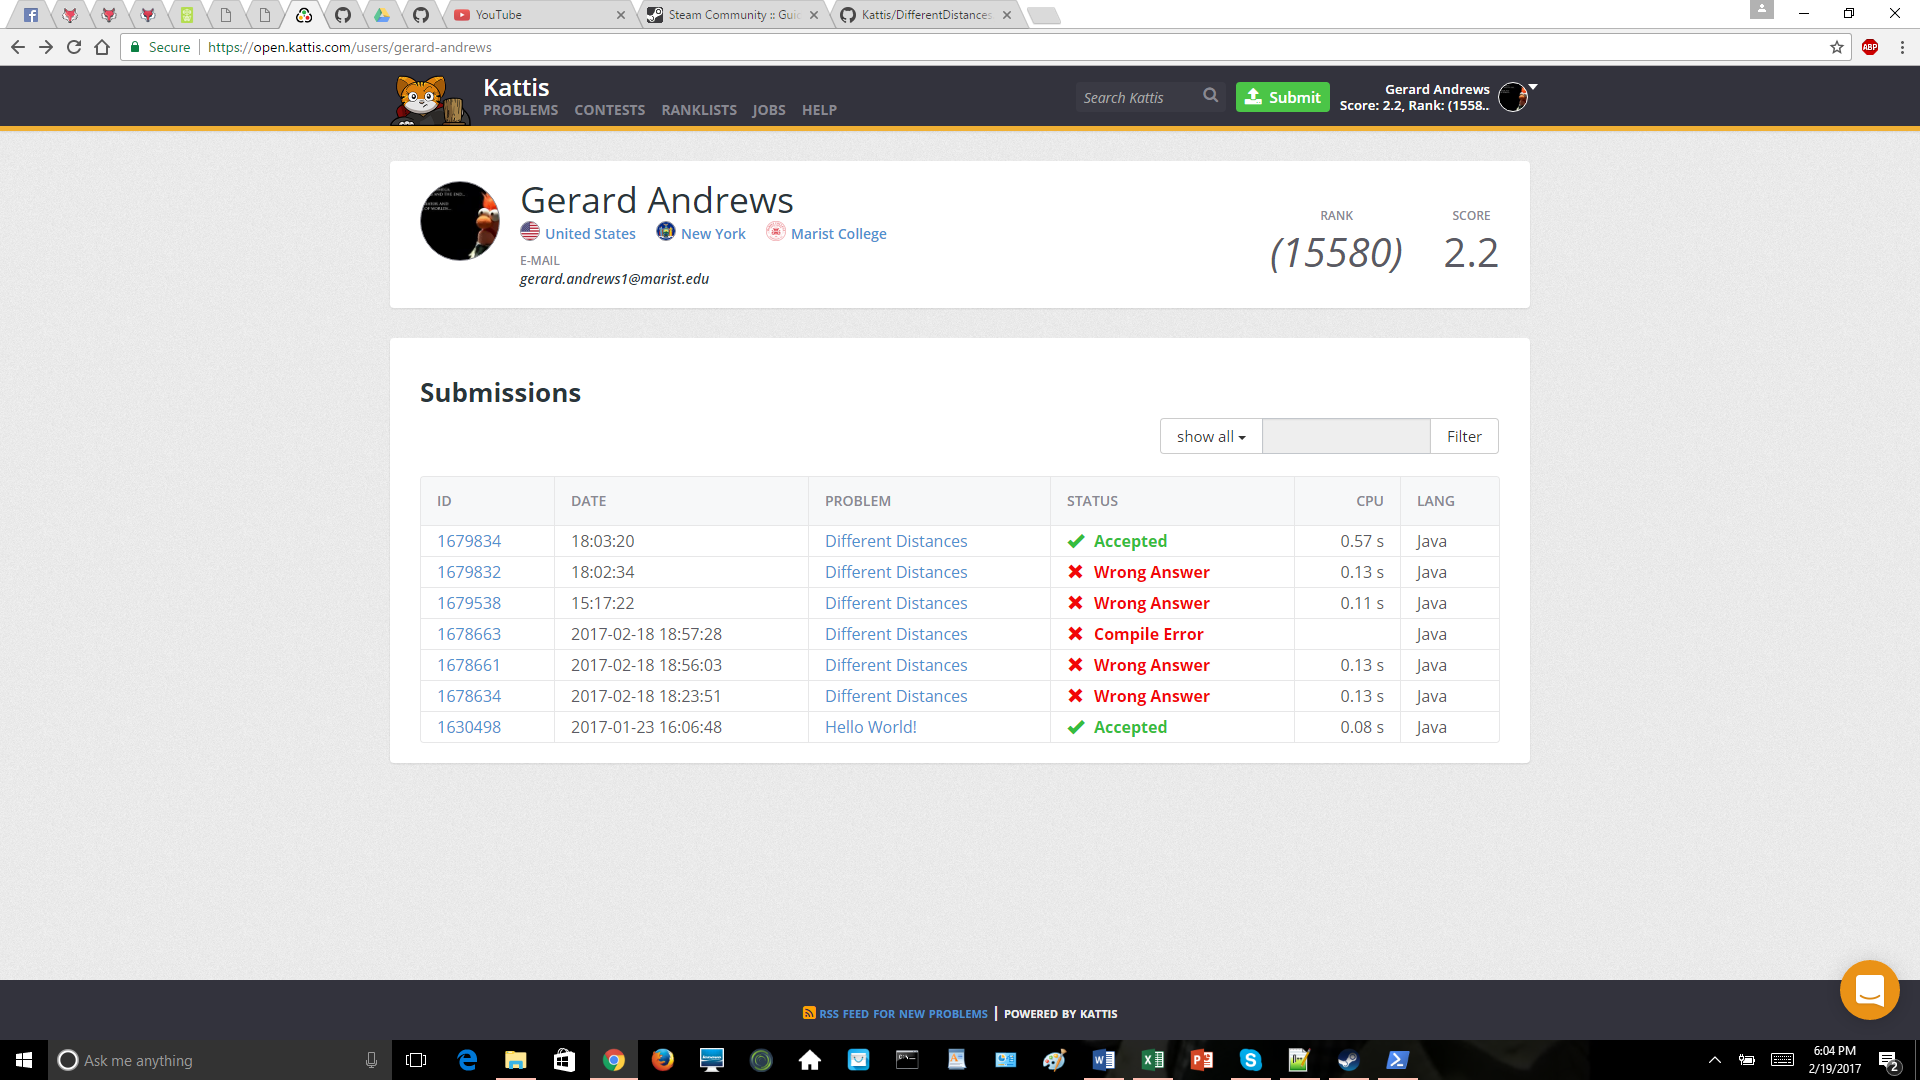 YouTube
Steam Community :: Gui
Kattis/DifferentDistances
Secure https://open.kattis.com/users/gerard-andrews
ABP
Kattis
PROBLEMS CONTESTS RANKLISTS JOBS HELP
Search Kattis
Submit
Gerard Andrews
Score: 2.2, Rank: (1558..
Gerard Andrews
United States New York Marist College
E-MAIL
gerard.andrews1@marist.edu
RANK SCORE
(15580) 2.2
Submissions
show all Filter
ID DATE PROBLEM STATUS CPU LANG
1679834 18:03:20 Different Distances Accepted 0.57 s Java
1679832 18:02:34 Different Distances Wrong Answer 0.13 s Java
1679538 15:17:22 Different Distances Wrong Answer 0.11 s Java
1678663 2017-02-18 18:57:28 Different Distances Compile Error Java
1678661 2017-02-18 18:56:03 Different Distances Wrong Answer 0.13 s Java
1678634 2017-02-18 18:23:51 Different Distances Wrong Answer 0.13 s Java
1630498 2017-01-23 16:06:48 Hello World! Accepted 0.08 s Java
RSS FEED FOR NEW PROBLEMS | POWERED BY KATTIS
Ask me anything
6:04 PM
2/19/2017
2